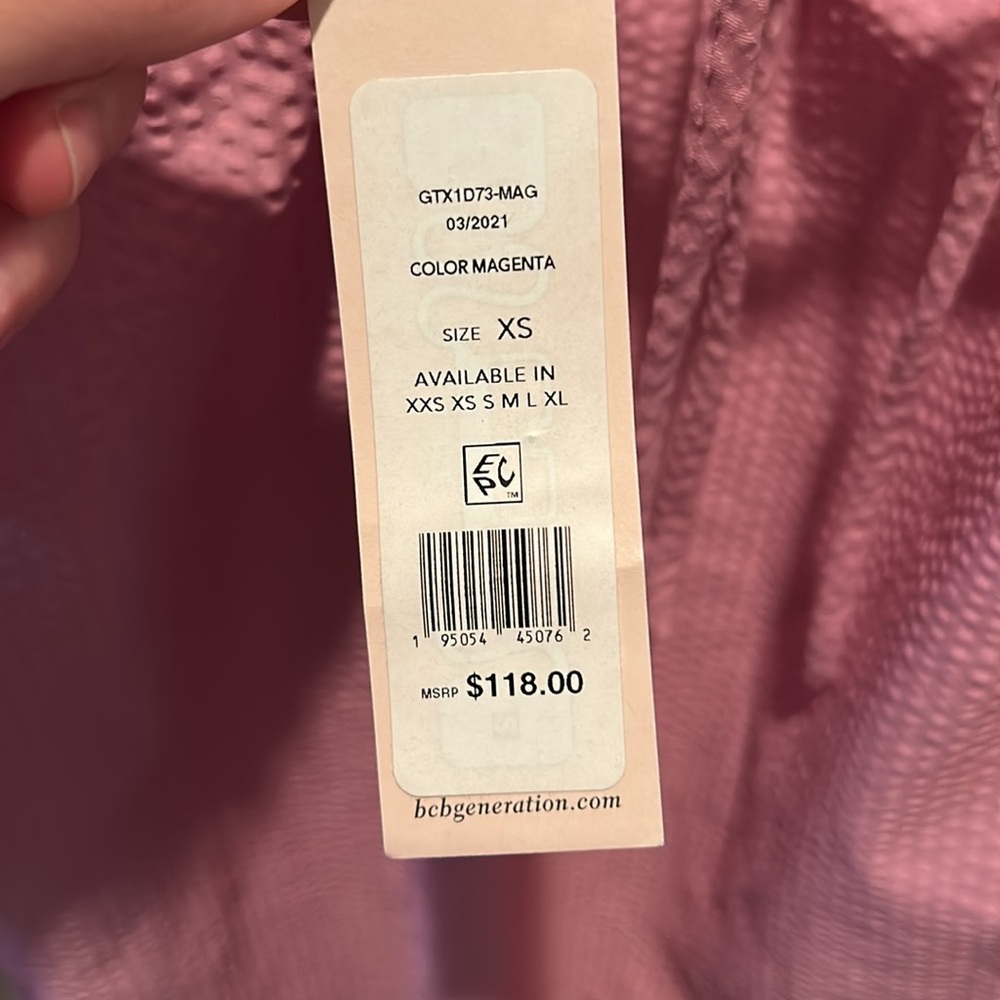 GTX1D73-MAG
03/2021
COLOR MAGENTA
SIZE XS
AVAILABLE IN
XXS XS S M L XL
EPC TM
1 95054 45076 2
MSRP $118.00
bcbgeneration.com